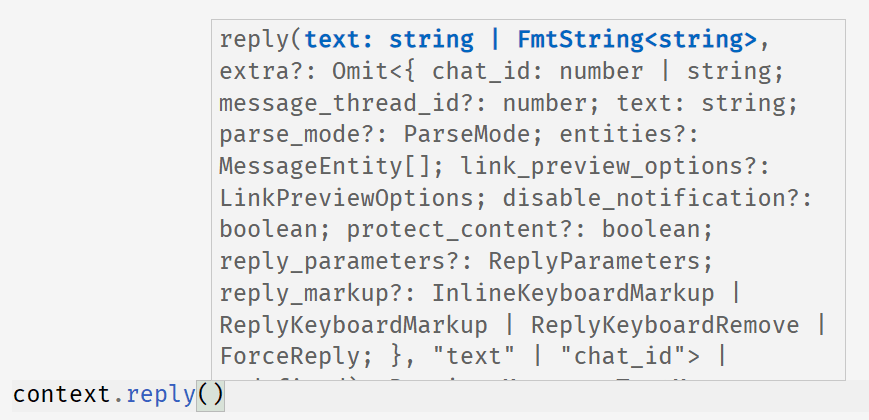 reply(text: string | FmtString<string>,
extra?: Omit<{ chat_id: number | string;
message_thread_id?: number; text: string;
parse_mode?: ParseMode; entities?:
MessageEntity[]; link_preview_options?:
LinkPreviewOptions; disable_notification?:
boolean; protect_content?: boolean;
reply_parameters?: ReplyParameters;
reply_markup?: InlineKeyboardMarkup |
ReplyKeyboardMarkup | ReplyKeyboardRemove |
ForceReply; }, "text" | "chat_id"> |
context.reply()